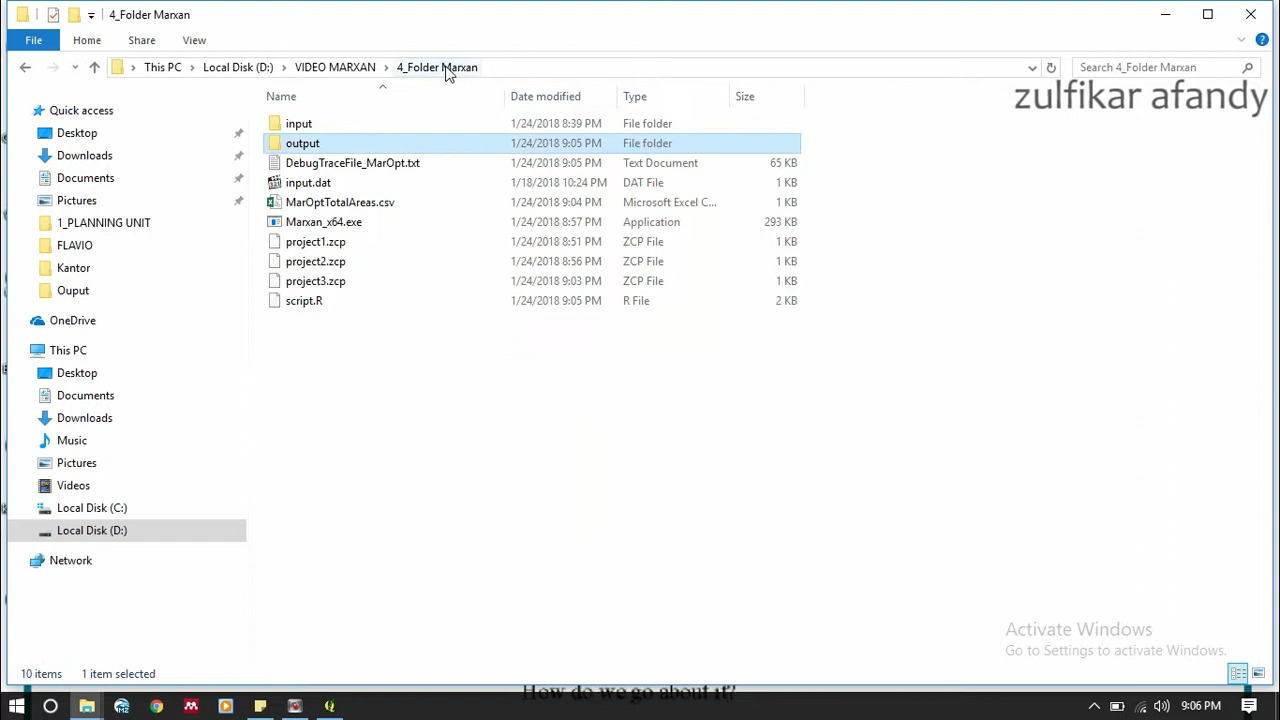 4_Folder Marxan
File Home Share View
This PC Local Disk (D:) VIDEO MARXAN 4_Folder Marxan Search 4_Folder Marxan
zulfikar afandy
Name Date modified Type Size
Quick access
Desktop
Downloads
Documents
Pictures
1_PLANNING UNIT
FLAVIO
Kantor
Ouput
OneDrive
This PC
Desktop
Documents
Downloads
Music
Pictures
Videos
Local Disk (C:)
Local Disk (D:)
Network
input 1/24/2018 8:39 PM File folder
output 1/24/2018 9:05 PM File folder
DebugTraceFile_MarOpt.txt 1/24/2018 9:05 PM Text Document 65 KB
input.dat 1/18/2018 10:24 PM DAT File 1 KB
MarOptTotalAreas.csv 1/24/2018 9:04 PM Microsoft Excel C... 1 KB
Marxan_x64.exe 1/24/2018 8:57 PM Application 293 KB
project1.zcp 1/24/2018 8:51 PM ZCP File 1 KB
project2.zcp 1/24/2018 8:56 PM ZCP File 1 KB
project3.zcp 1/24/2018 9:03 PM ZCP File 1 KB
script.R 1/24/2018 9:05 PM R File 2 KB
Activate Windows
Go to Settings to activate Windows.
10 items 1 item selected
How do we go about it?
9:06 PM